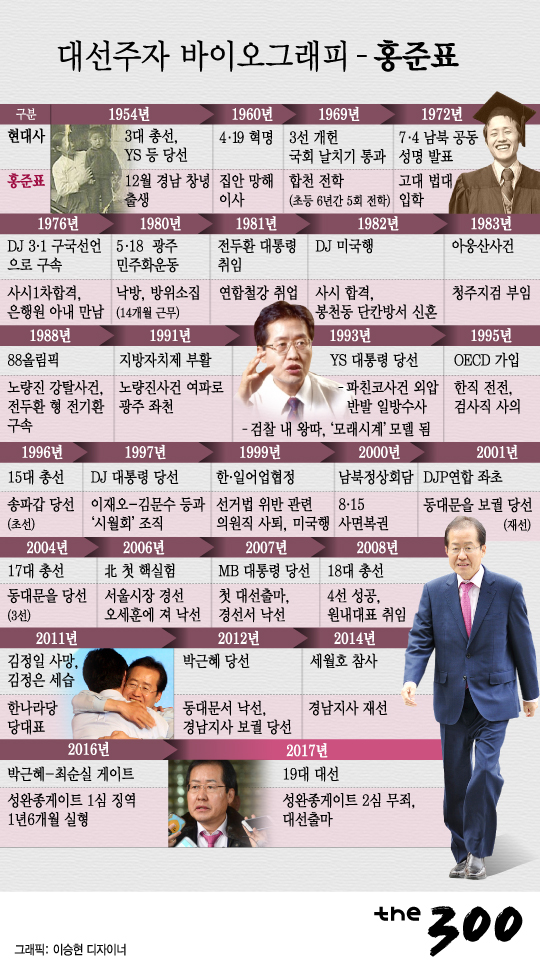 대선주자 바이오그래피 - 홍준표
구분 1954년 1960년 1969년 1972년
현대사 3대 총선, 4·19 혁명 3선 개헌 7·4 남북 공동
YS 등 당선 국회 날치기 통과 성명 발표
홍준표 12월 경남 창녕 집안 망해 합천 전학 고대 법대
출생 이사 (초등 6년간 5회 전학) 입학
1976년 1980년 1981년 1982년 1983년
DJ 3·1 구국선언 5·18 광주 전두환 대통령 DJ 미국행 아웅산사건
으로 구속 민주화운동 취임
사시1차합격, 낙방, 방위소집 연합철강 취업 사시 합격, 청주지검 부임
은행원 아내 만남 (14개월 근무) 봉천동 단칸방서 신혼
1988년 1991년 1993년 1995년
88올림픽 지방자치제 부활 YS 대통령 당선 OECD 가입
노량진 강탈사건, 노량진사건 여파로 - 파친코사건 외압 한직 전전,
전두환 형 전기환 광주 좌천 반발 일방수사 검사직 사의
구속 - 검찰 내 왕따, ‘모래시계’ 모델 됨
1996년 1997년 1999년 2000년 2001년
15대 총선 DJ 대통령 당선 한·일어업협정 남북정상회담 DJP연합 좌초
송파갑 당선 이재오-김문수 등과 선거법 위반 관련 8·15 동대문을 보궐 당선
(초선) ‘시월회’ 조직 의원직 사퇴, 미국행 사면복권 (재선)
2004년 2006년 2007년 2008년
17대 총선 北 첫 핵실험 MB 대통령 당선 18대 총선
동대문을 당선 서울시장 경선 첫 대선출마, 4선 성공,
(3선) 오세훈에 져 낙선 경선서 낙선 원내대표 취임
2011년 2012년 2014년
김정일 사망, 박근혜 당선 세월호 참사
김정은 세습
한나라당 동대문서 낙선, 경남지사 재선
당대표 경남지사 보궐 당선
2016년 2017년
박근혜-최순실 게이트 19대 대선
성완종게이트 1심 징역 성완종게이트 2심 무죄,
1년6개월 실형 대선출마
the 300
그래픽: 이승현 디자이너